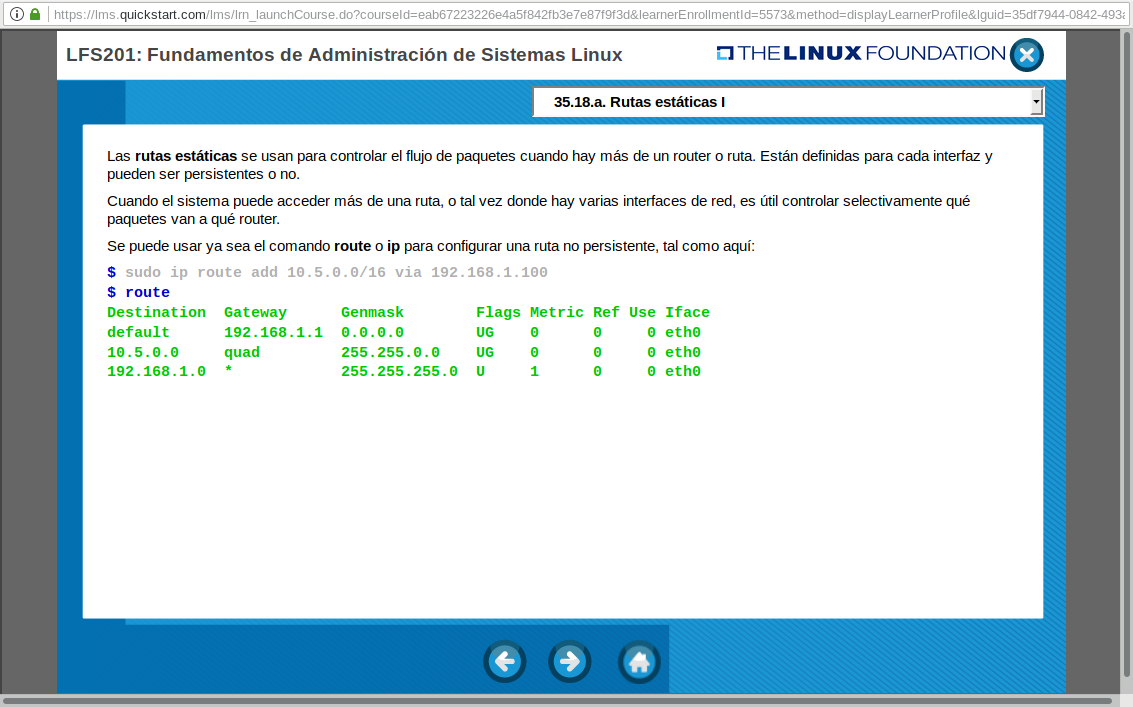 https://lms.quickstart.com/lms/lrn_launchCourse.do?courseId=eab67223226e4a5f842fb3e7e87f9f3d&learnerEnrollmentId=5573&method=displayLearnerProfile&lguid=35df7944-0842-493a
LFS201: Fundamentos de Administración de Sistemas Linux
THE LINUX FOUNDATION
35.18.a. Rutas estáticas I
Las rutas estáticas se usan para controlar el flujo de paquetes cuando hay más de un router o ruta. Están definidas para cada interfaz y
pueden ser persistentes o no.
Cuando el sistema puede acceder más de una ruta, o tal vez donde hay varias interfaces de red, es útil controlar selectivamente qué
paquetes van a qué router.
Se puede usar ya sea el comando route o ip para configurar una ruta no persistente, tal como aquí:
$ sudo ip route add 10.5.0.0/16 via 192.168.1.100
$ route
Destination  Gateway      Genmask        Flags Metric Ref Use Iface
default      192.168.1.1  0.0.0.0        UG    0      0     0 eth0
10.5.0.0     quad         255.255.0.0    UG    0      0     0 eth0
192.168.1.0  *            255.255.255.0  U     1      0     0 eth0